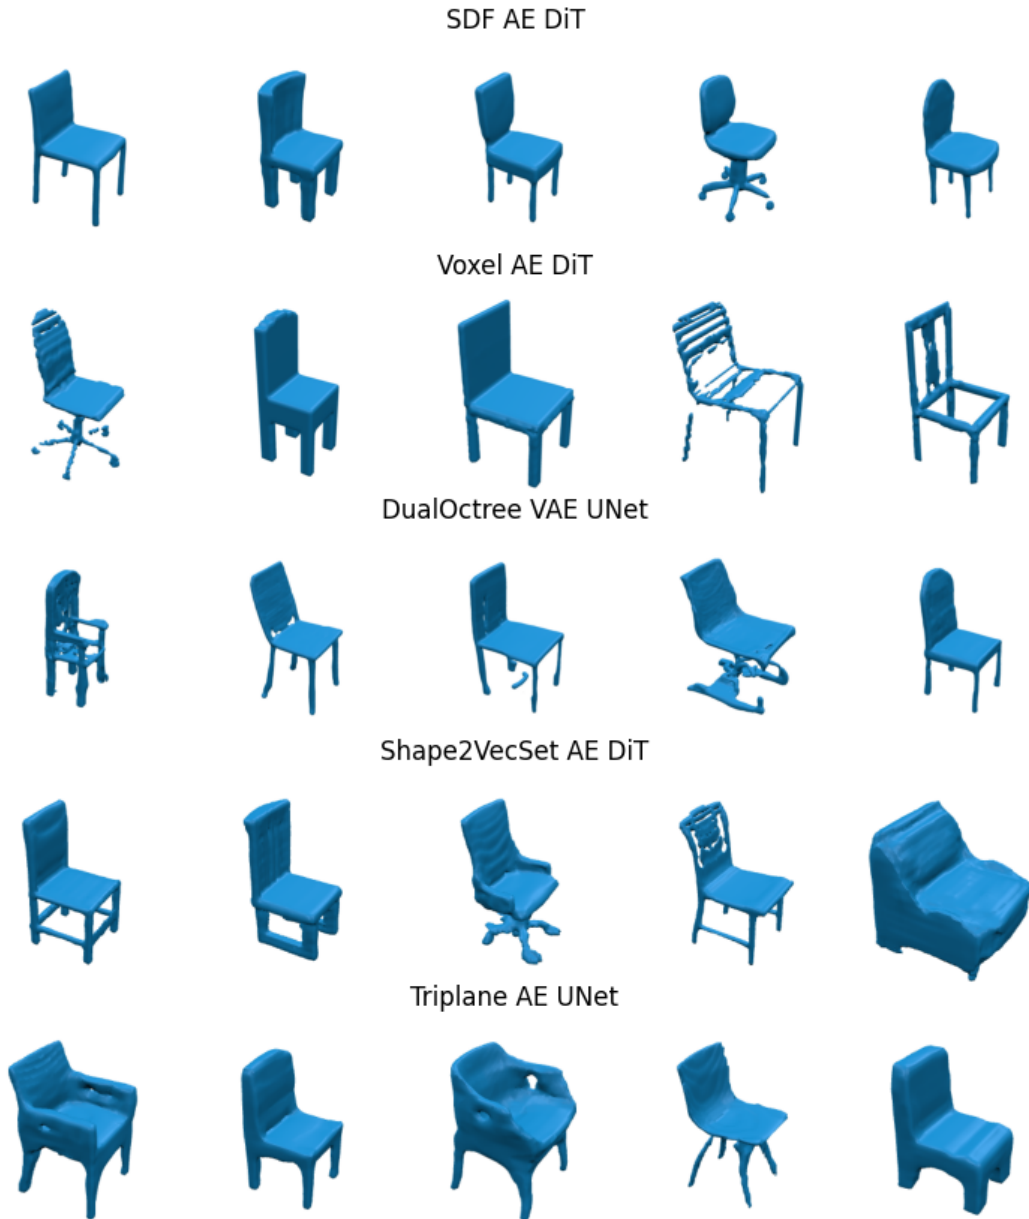 SDF AE DiT
Voxel AE DiT
DualOctree VAE UNet
Shape2VecSet AE DiT
Triplane AE UNet